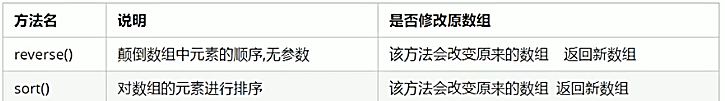 方法名 说明 是否修改原数组
reverse() 颠倒数组中元素的顺序,无参数 该方法会改变原来的数组 返回新数组
sort() 对数组的元素进行排序 该方法会改变原来的数组 返回新数组